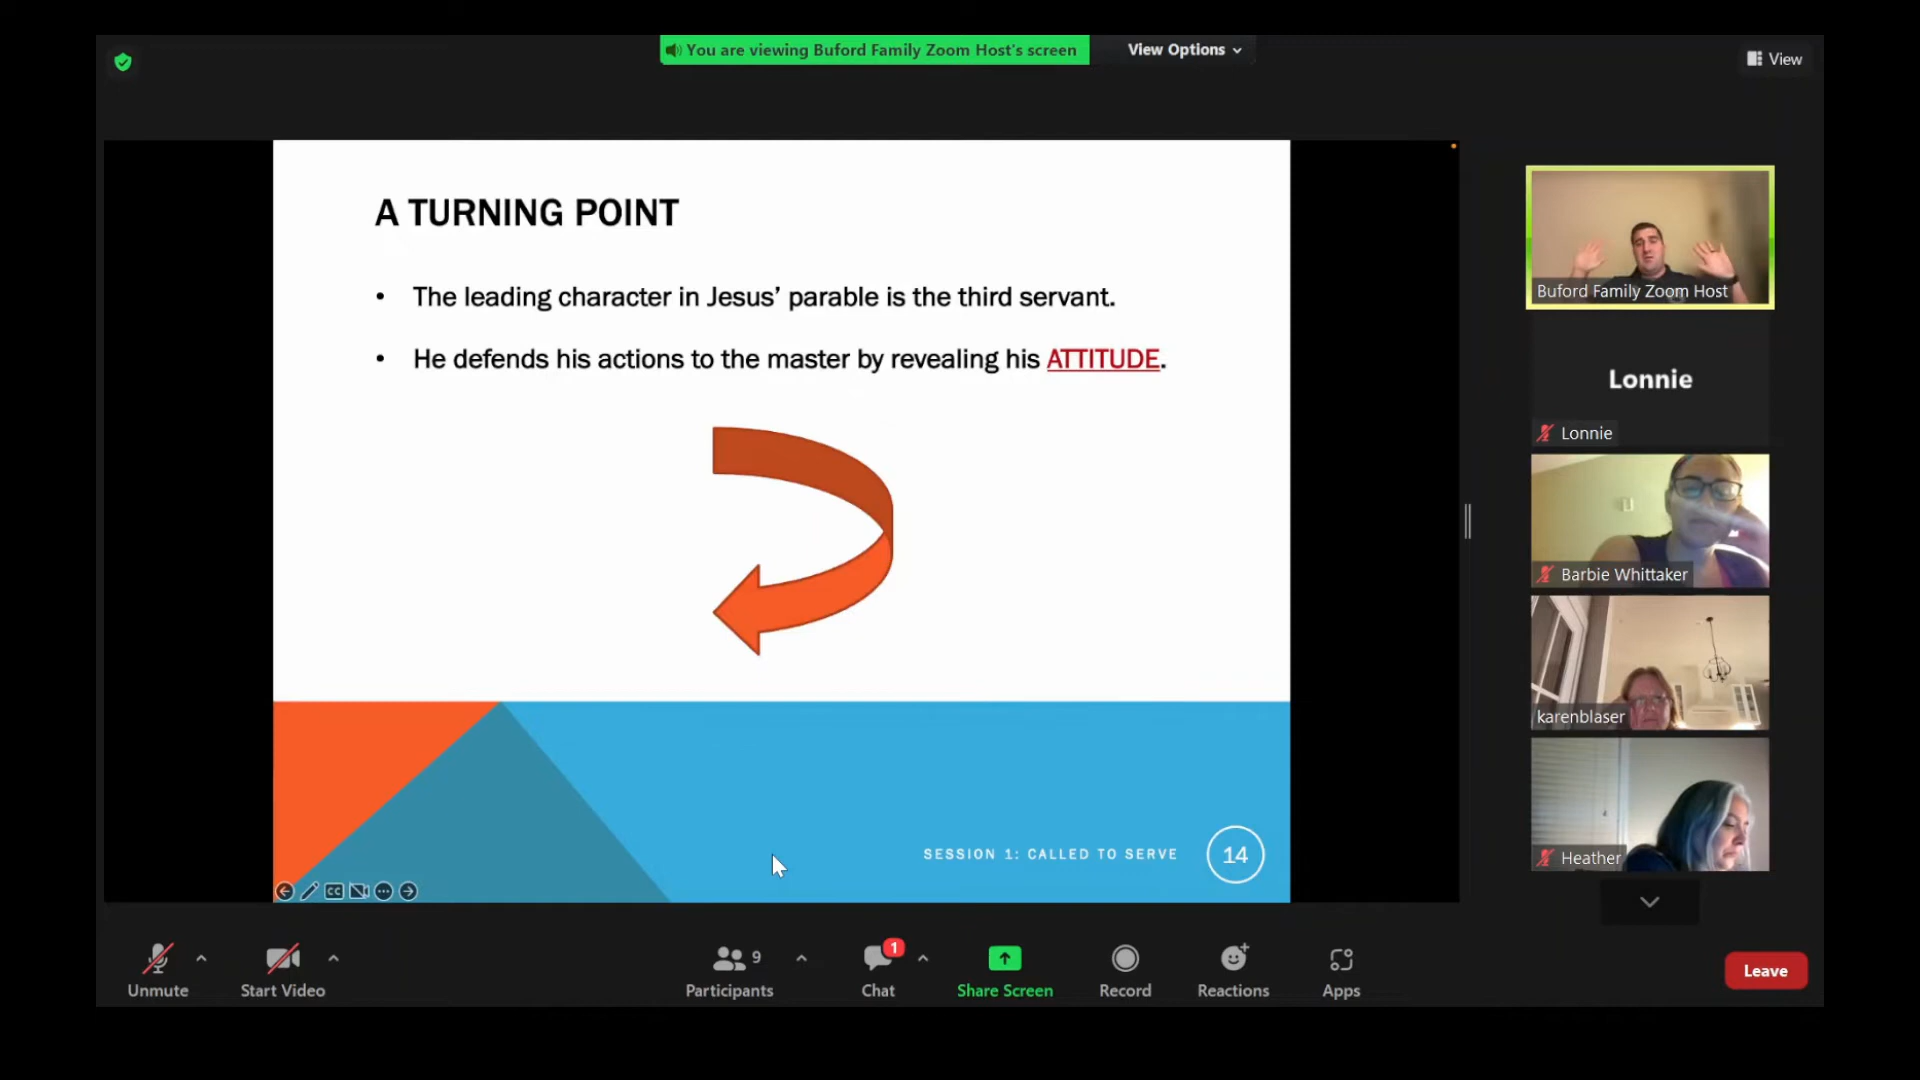 You are viewing Buford Family Zoom Host's screen
View Options
View
A TURNING POINT
• The leading character in Jesus’ parable is the third servant.
• He defends his actions to the master by revealing his ATTITUDE.
SESSION 1: CALLED TO SERVE
14
CC
Buford Family Zoom Host
Lonnie
Lonnie
Barbie Whittaker
karenblaser
Heather
Unmute
Start Video
9
Participants
1
Chat
Share Screen
Record
Reactions
Apps
Leave